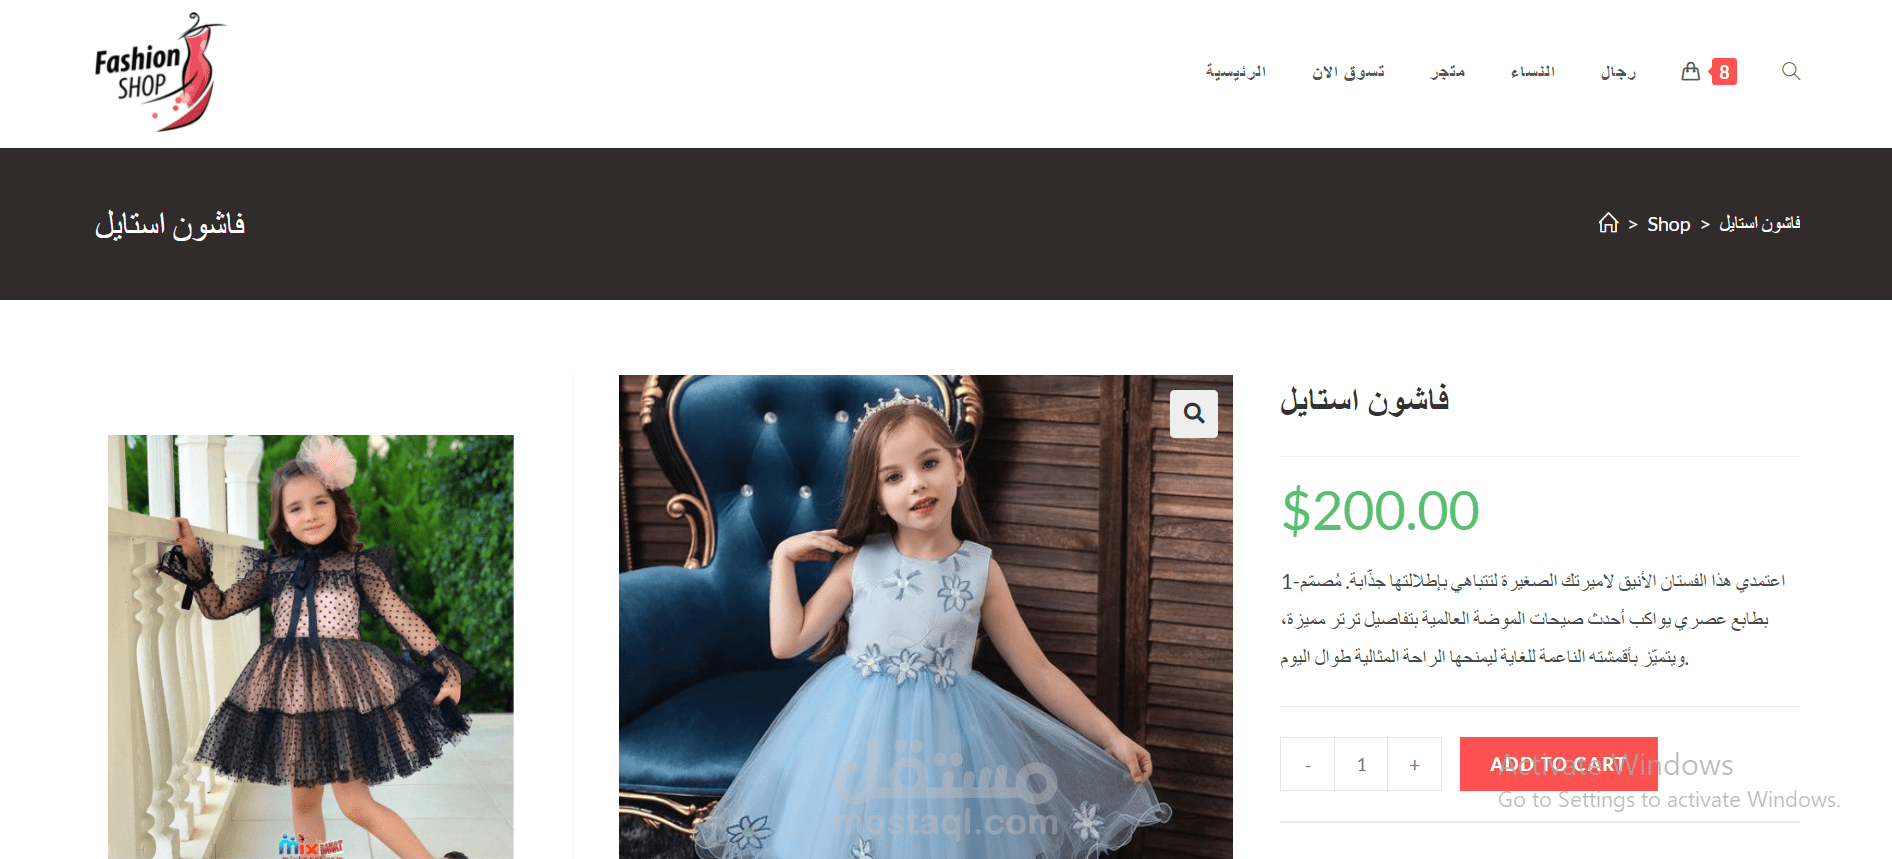 Fashion
SHOP
الرئيسية
تسوق الان
متجر
النساء
رجال
8
فاشون استايل
> Shop > فاشون استايل
فاشون استايل
$200.00
1-اعتمدي هذا الفستان الأنيق لاميرتك الصغيرة لتتباهي بإطلالتها جذّابة. مُصمّم
بطابع عصري يواكب أحدث صيحات الموضة العالمية بتفاصيل ترتر مميزة،
ويتميّز بأقمشته الناعمة للغاية ليمنحها الراحة المثالية طوال اليوم.
- 1 +
ADD TO CART
Activate Windows
Go to Settings to activate Windows.
مستقل
mostaql.com
mix